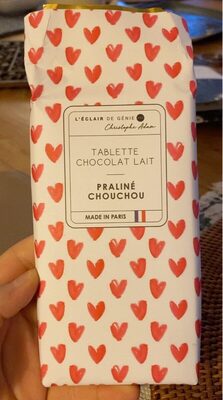 L'ÉCLAIR DE GÉNIE
Christophe Adam
TABLETTE
CHOCOLAT LAIT
PRALINÉ
CHOUCHOU
MADE IN PARIS